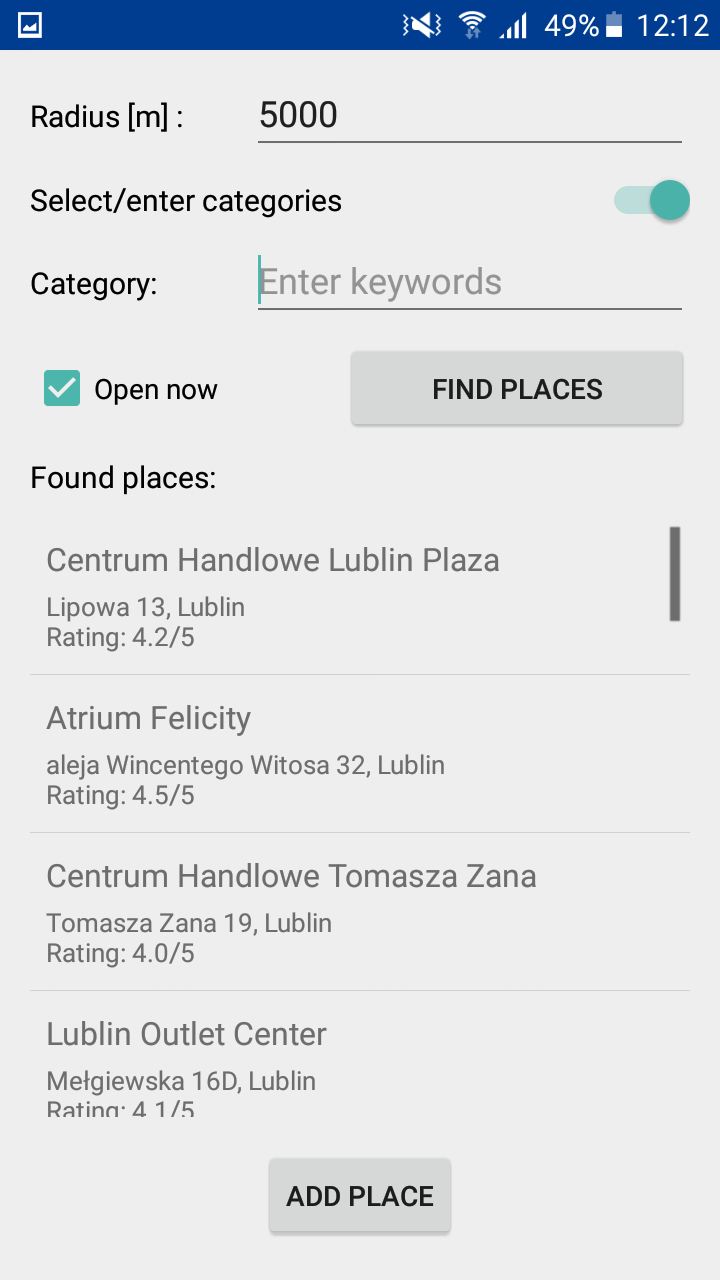 49% 12:12
Radius [m] : 5000
Select/enter categories
Category: Enter keywords
Open now FIND PLACES
Found places:
Centrum Handlowe Lublin Plaza
Lipowa 13, Lublin
Rating: 4.2/5
Atrium Felicity
aleja Wincentego Witosa 32, Lublin
Rating: 4.5/5
Centrum Handlowe Tomasza Zana
Tomasza Zana 19, Lublin
Rating: 4.0/5
Lublin Outlet Center
Mełgiewska 16D, Lublin
Rating: 4.1/5
ADD PLACE